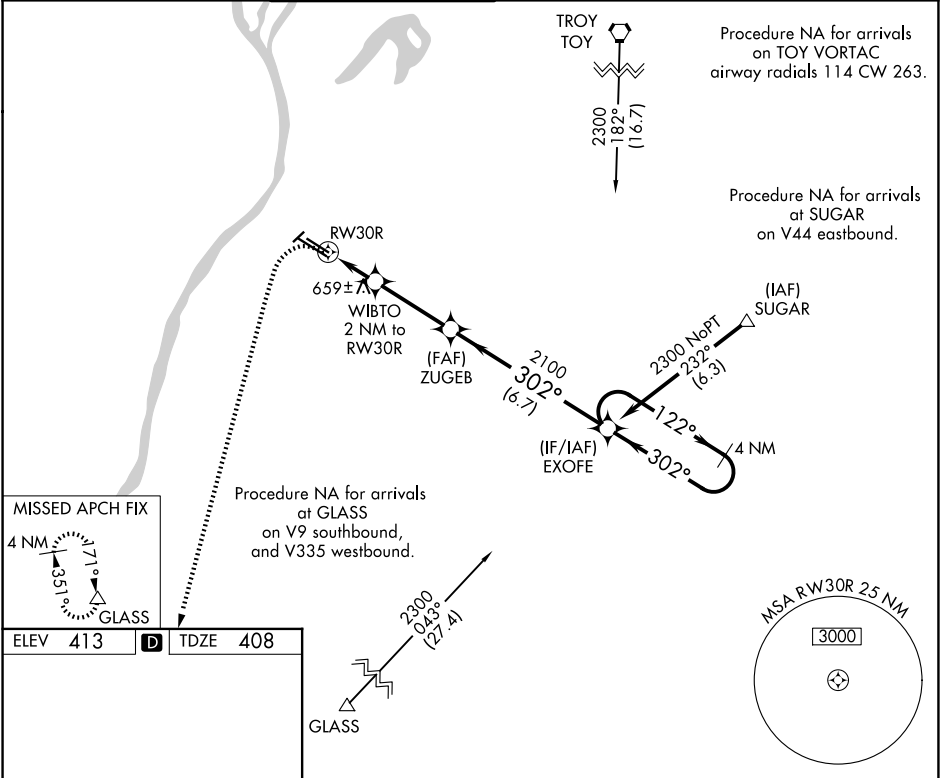 TROY
TOY
2300
182°
(16.7)
Procedure NA for arrivals
on TOY VORTAC
airway radials 114 CW 263.
Procedure NA for arrivals
at SUGAR
on V44 eastbound.
RW30R
659±
WIBTO
2 NM to
RW30R
(FAF)
ZUGEB
2100
302°
(6.7)
(IAF)
SUGAR
2300 NoPT
232°
(6.3)
(IF/IAF)
EXOFE
122°
302°
4 NM
MISSED APCH FIX
4 NM
171°
351°
GLASS
Procedure NA for arrivals
at GLASS
on V9 southbound,
and V335 westbound.
2300
043°
(27.4)
GLASS
ELEV 413 D TDZE 408
MSA RW30R 25 NM
3000